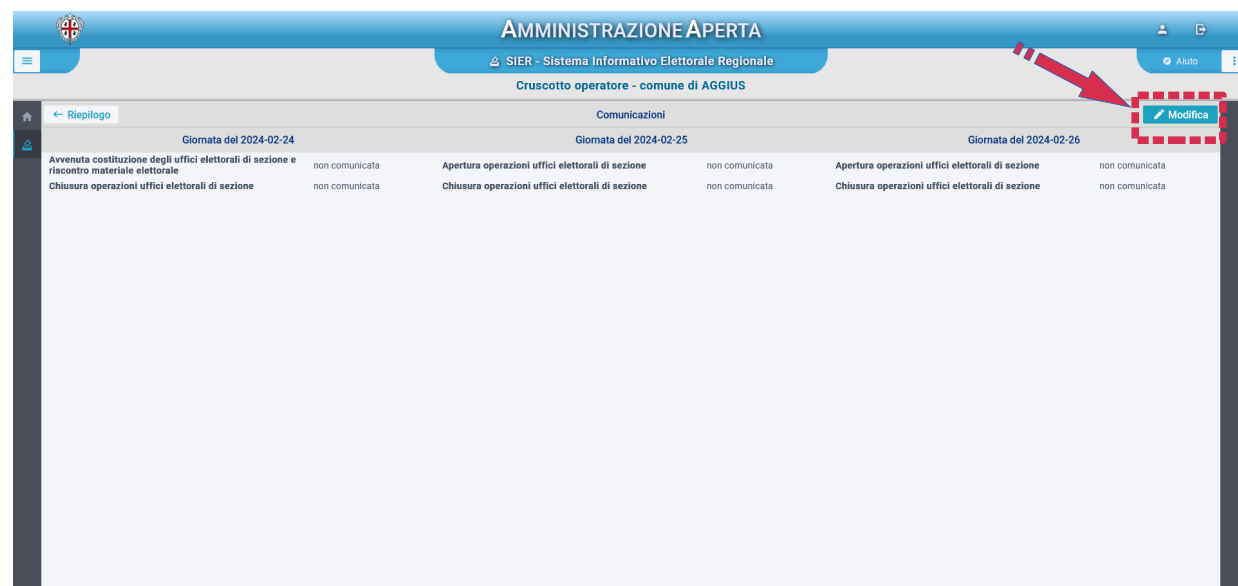 AMMINISTRAZIONE APERTA
SIER - Sistema Informativo Elettorale Regionale
Aiuto
Cruscotto operatore - comune di AGGIUS
← Riepilogo
Comunicazioni
Modifica
Giornata del 2024-02-24
Giornata del 2024-02-25
Giornata del 2024-02-26
Avvenuta costituzione degli uffici elettorali di sezione e
riscontro materiale elettorale
non comunicata
Apertura operazioni uffici elettorali di sezione
non comunicata
Apertura operazioni uffici elettorali di sezione
non comunicata
Chiusura operazioni uffici elettorali di sezione
non comunicata
Chiusura operazioni uffici elettorali di sezione
non comunicata
Chiusura operazioni uffici elettorali di sezione
non comunicata